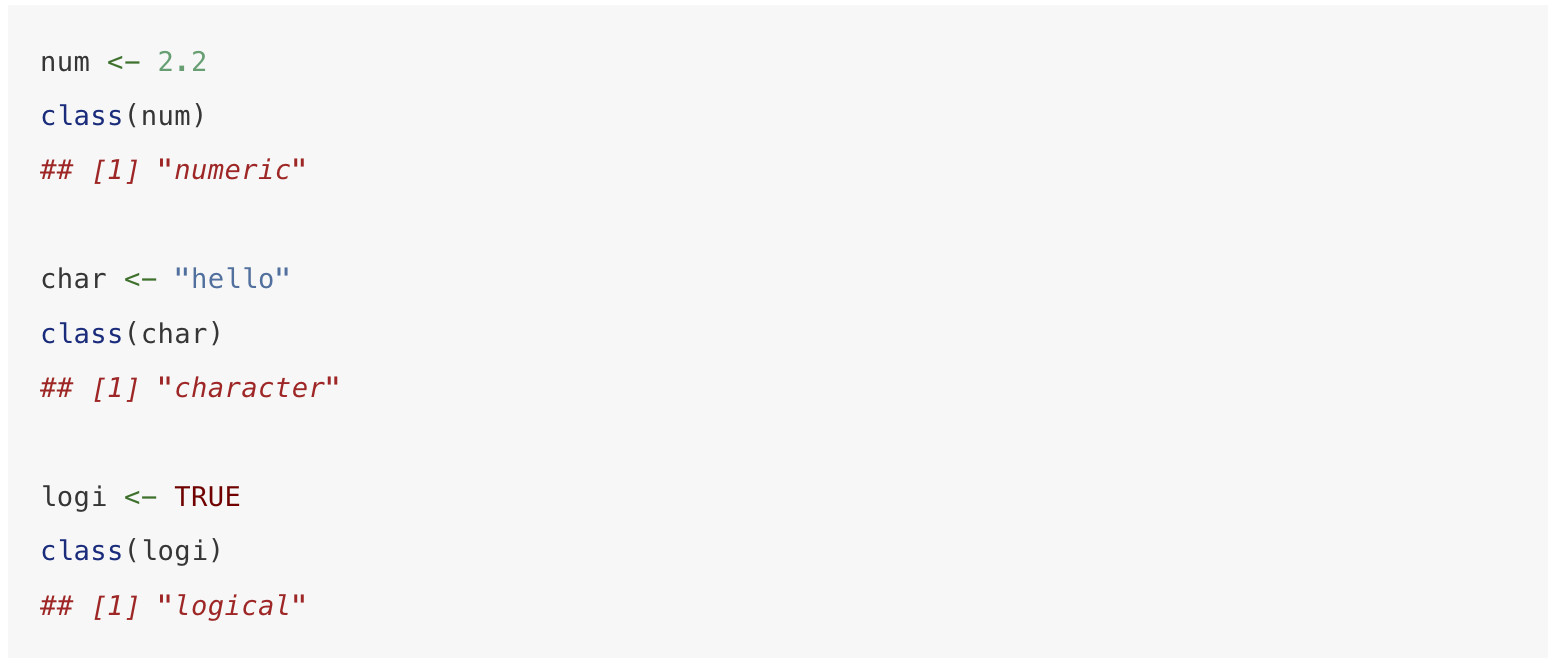 num <- 2.2
class(num)
## [1] "numeric"
char <- "hello"
class(char)
## [1] "character"
logi <- TRUE
class(logi)
## [1] "logical"